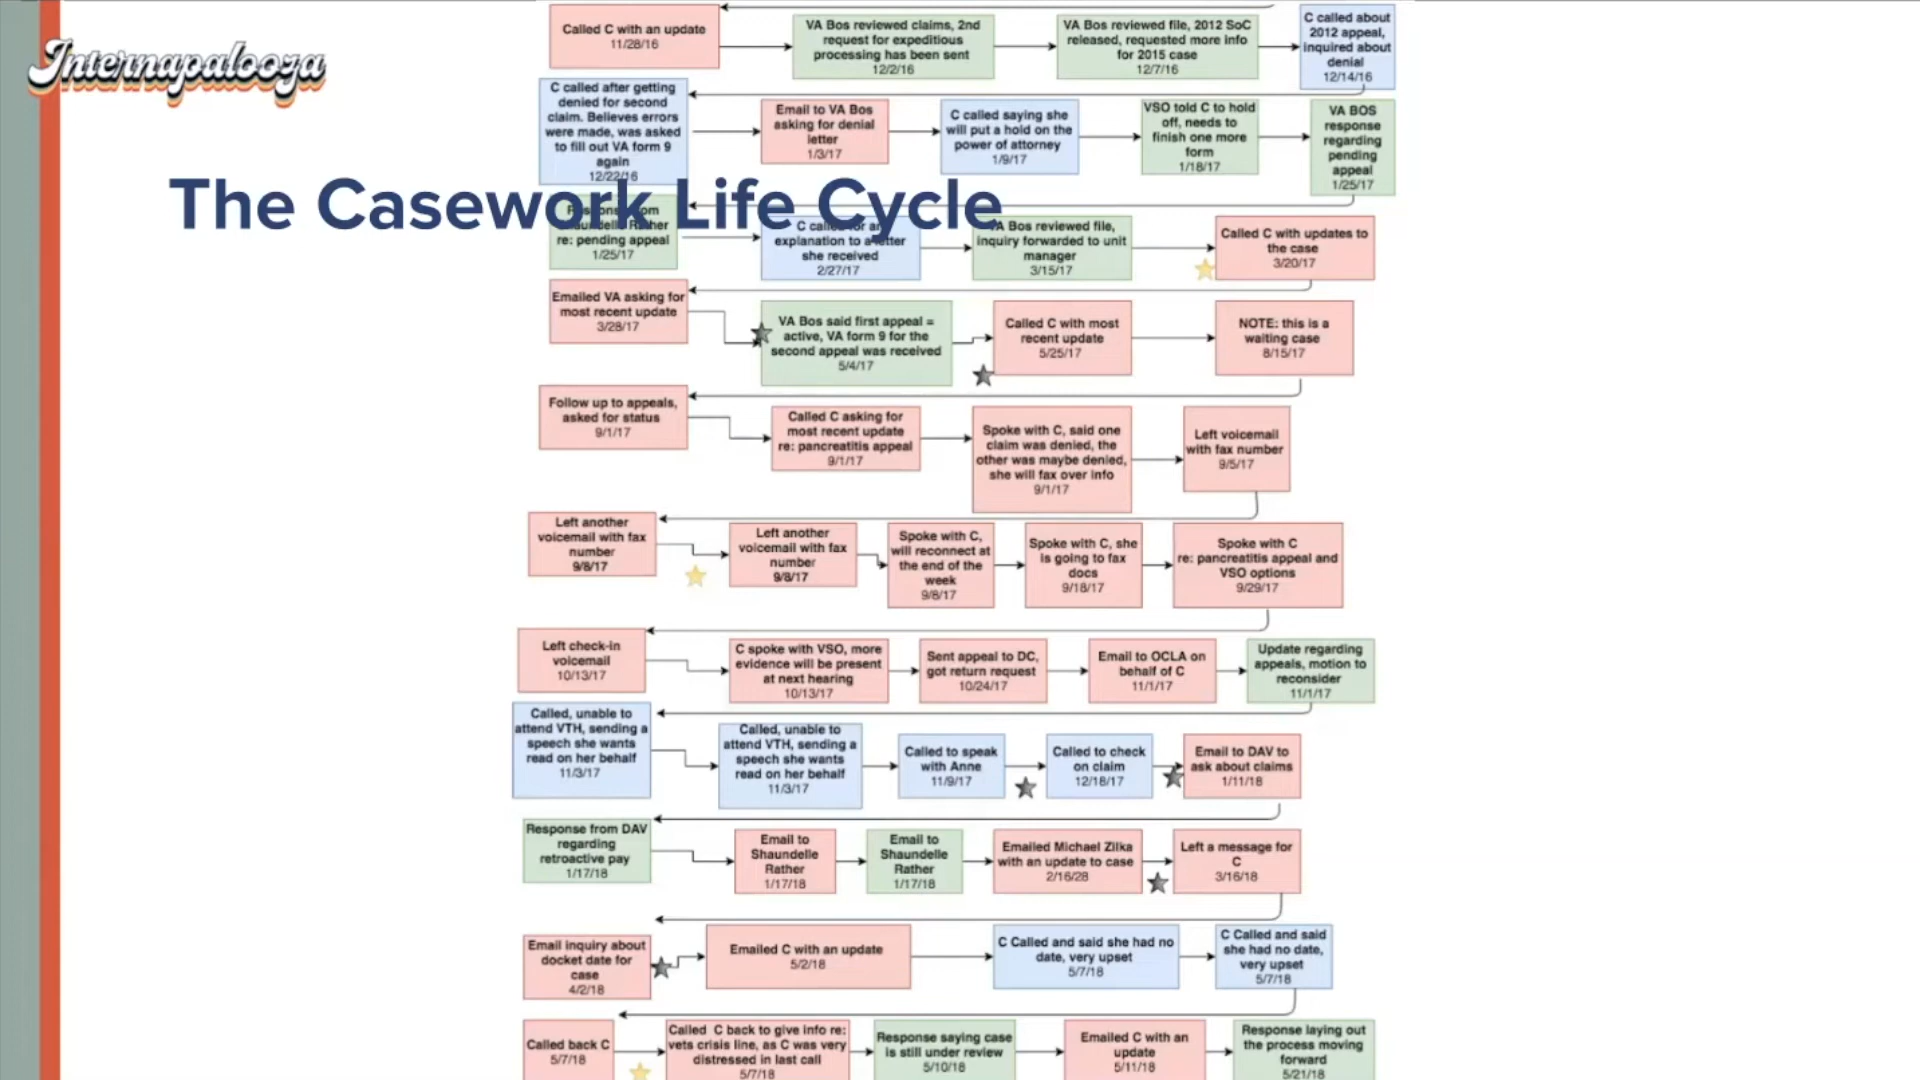 Internapalooza
Called C with an update
11/28/16
VA Bos reviewed claims, 2nd
request for expeditious
processing has been sent
12/2/16
VA Bos reviewed file, 2012 SoC
released, requested more info
for 2015 case
12/7/16
C called about
2012 appeal,
inquired about
denial
12/14/16
C called after getting
denied for second
claim. Believes errors
were made, was asked
to fill out VA form 9
again
12/22/16
Email to VA Bos
asking for denial
letter
1/3/17
C called saying she
will put a hold on the
power of attorney
1/9/17
VSO told C to hold
off, needs to
finish one more
form
1/18/17
VA BOS
response
regarding
pending
appeal
1/25/17
The Casework Life Cycle
Response from
Shaundelle Rather
re: pending appeal
1/25/17
C called for an
explanation to a letter
she received
2/27/17
VA Bos reviewed file,
inquiry forwarded to unit
manager
3/15/17
Called C with updates to
the case
3/20/17
Emailed VA asking for
most recent update
3/28/17
VA Bos said first appeal =
active, VA form 9 for the
second appeal was received
5/4/17
Called C with most
recent update
5/25/17
NOTE: this is a
waiting case
8/15/17
Follow up to appeals,
asked for status
9/1/17
Called C asking for
most recent update
re: pancreatitis appeal
9/1/17
Spoke with C, said one
claim was denied, the
other was maybe denied,
she will fax over info
9/1/17
Left voicemail
with fax number
9/5/17
Left another
voicemail with fax
number
9/8/17
Left another
voicemail with fax
number
9/8/17
Spoke with C,
will reconnect at
the end of the
week
9/8/17
Spoke with C, she
is going to fax
docs
9/18/17
Spoke with C
re: pancreatitis appeal and
VSO options
9/29/17
Left check-in
voicemail
10/13/17
C spoke with VSO, more
evidence will be present
at next hearing
10/13/17
Sent appeal to DC,
got return request
10/24/17
Email to OCLA on
behalf of C
11/1/17
Update regarding
appeals, motion to
reconsider
11/1/17
Called, unable to
attend VTH, sending a
speech she wants
read on her behalf
11/3/17
Called, unable to
attend VTH, sending a
speech she wants
read on her behalf
11/3/17
Called to speak
with Anne
11/9/17
Called to check
on claim
12/18/17
Email to DAV to
ask about claims
1/11/18
Response from DAV
regarding
retroactive pay
1/17/18
Email to
Shaundelle
Rather
1/17/18
Email to
Shaundelle
Rather
1/17/18
Emailed Michael Zilka
with an update to case
2/16/28
Left a message for
C
3/16/18
Email inquiry about
docket date for
case
4/2/18
Emailed C with an update
5/2/18
C Called and said she had no
date, very upset
5/7/18
C Called and said
she had no date,
very upset
5/7/18
Called back C
5/7/18
Called C back to give info re:
vets crisis line, as C was very
distressed in last call
5/7/18
Response saying case
is still under review
5/10/18
Emailed C with an
update
5/11/18
Response laying out
the process moving
forward
5/21/18